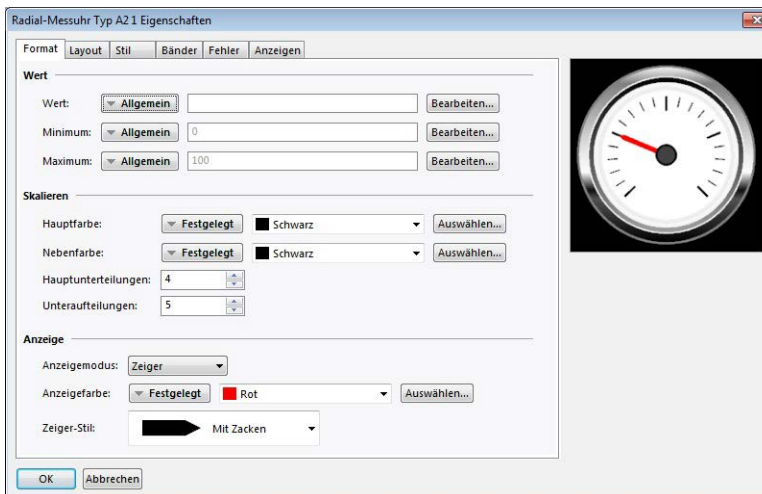 Radial-Messuhr Typ A2 1 Eigenschaften
Format Layout Stil Bänder Fehler Anzeigen
Wert
Wert: Allgemein Bearbeiten...
Minimum: Allgemein 0 Bearbeiten...
Maximum: Allgemein 100 Bearbeiten...
Skalieren
Hauptfarbe: Festgelegt Schwarz Auswählen...
Nebenfarbe: Festgelegt Schwarz Auswählen...
Hauptunterteilungen: 4
Unteraufteilungen: 5
Anzeige
Anzeigemodus: Zeiger
Anzeigefarbe: Festgelegt Rot Auswählen...
Zeiger-Stil: Mit Zacken
OK Abbrechen